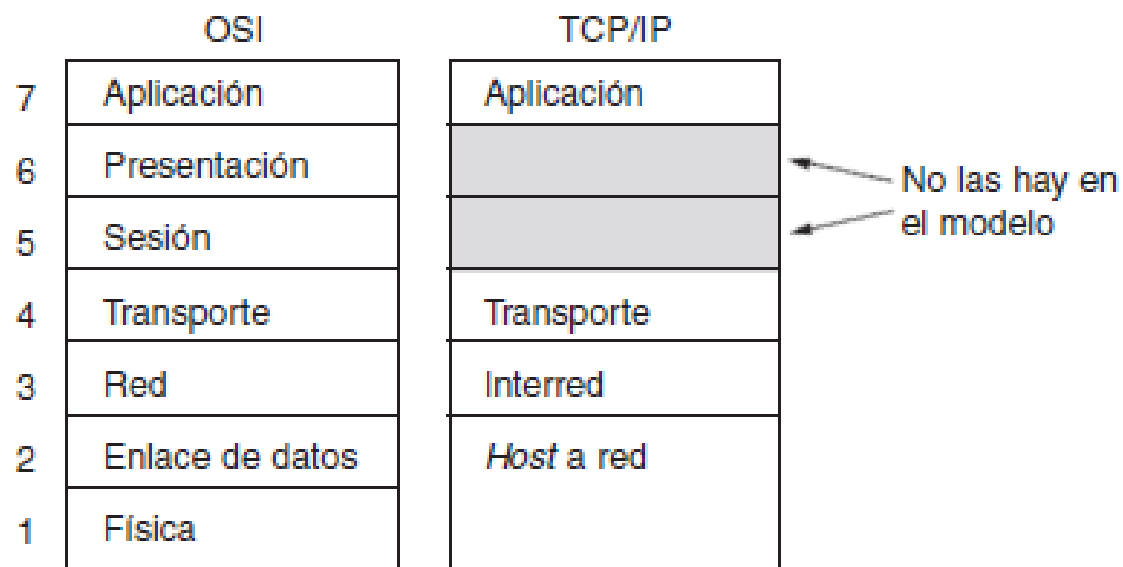 OSI
TCP/IP
7 Aplicación Aplicación
6 Presentación
5 Sesión
No las hay en
el modelo
4 Transporte Transporte
3 Red Interred
2 Enlace de datos Host a red
1 Física